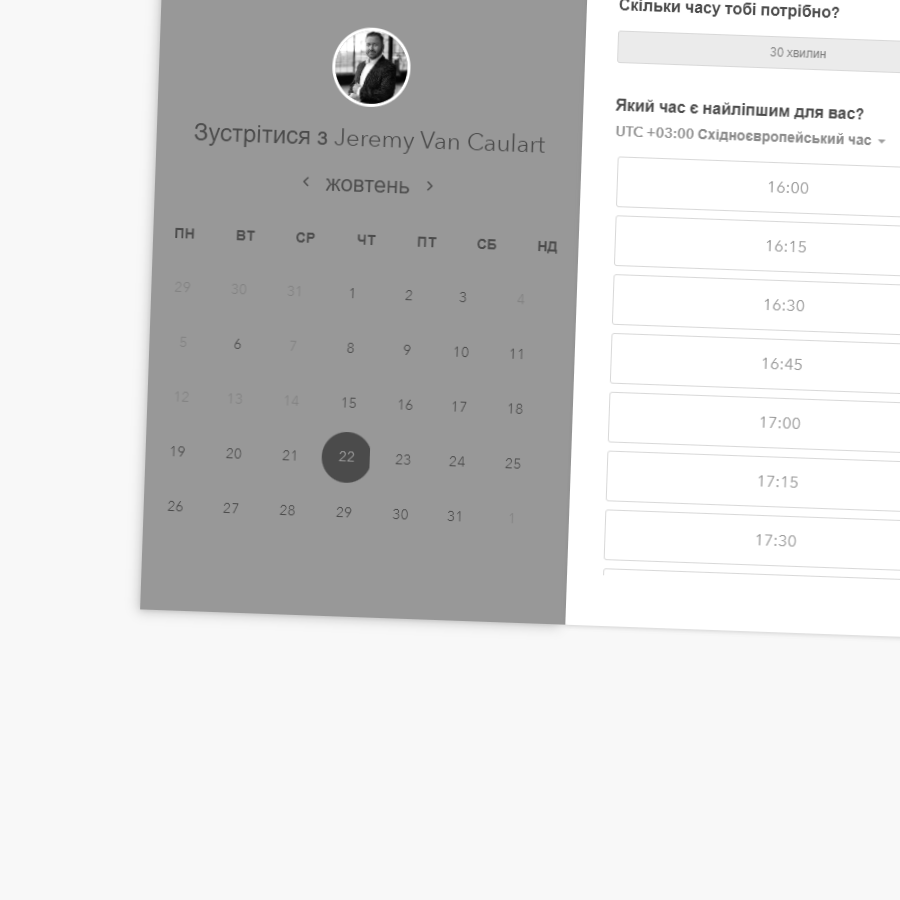 Зустрітися з Jeremy Van Caulart
жовтень
ПН ВТ СР ЧТ ПТ СБ НД
29 30 31 1 2 3 4
5 6 7 8 9 10 11
12 13 14 15 16 17 18
19 20 21 22 23 24 25
26 27 28 29 30 31 1
Скільки часу тобі потрібно?
30 хвилин
Який час є найліпшим для вас?
UTC +03:00 Східноєвропейський час
16:00
16:15
16:30
16:45
17:00
17:15
17:30